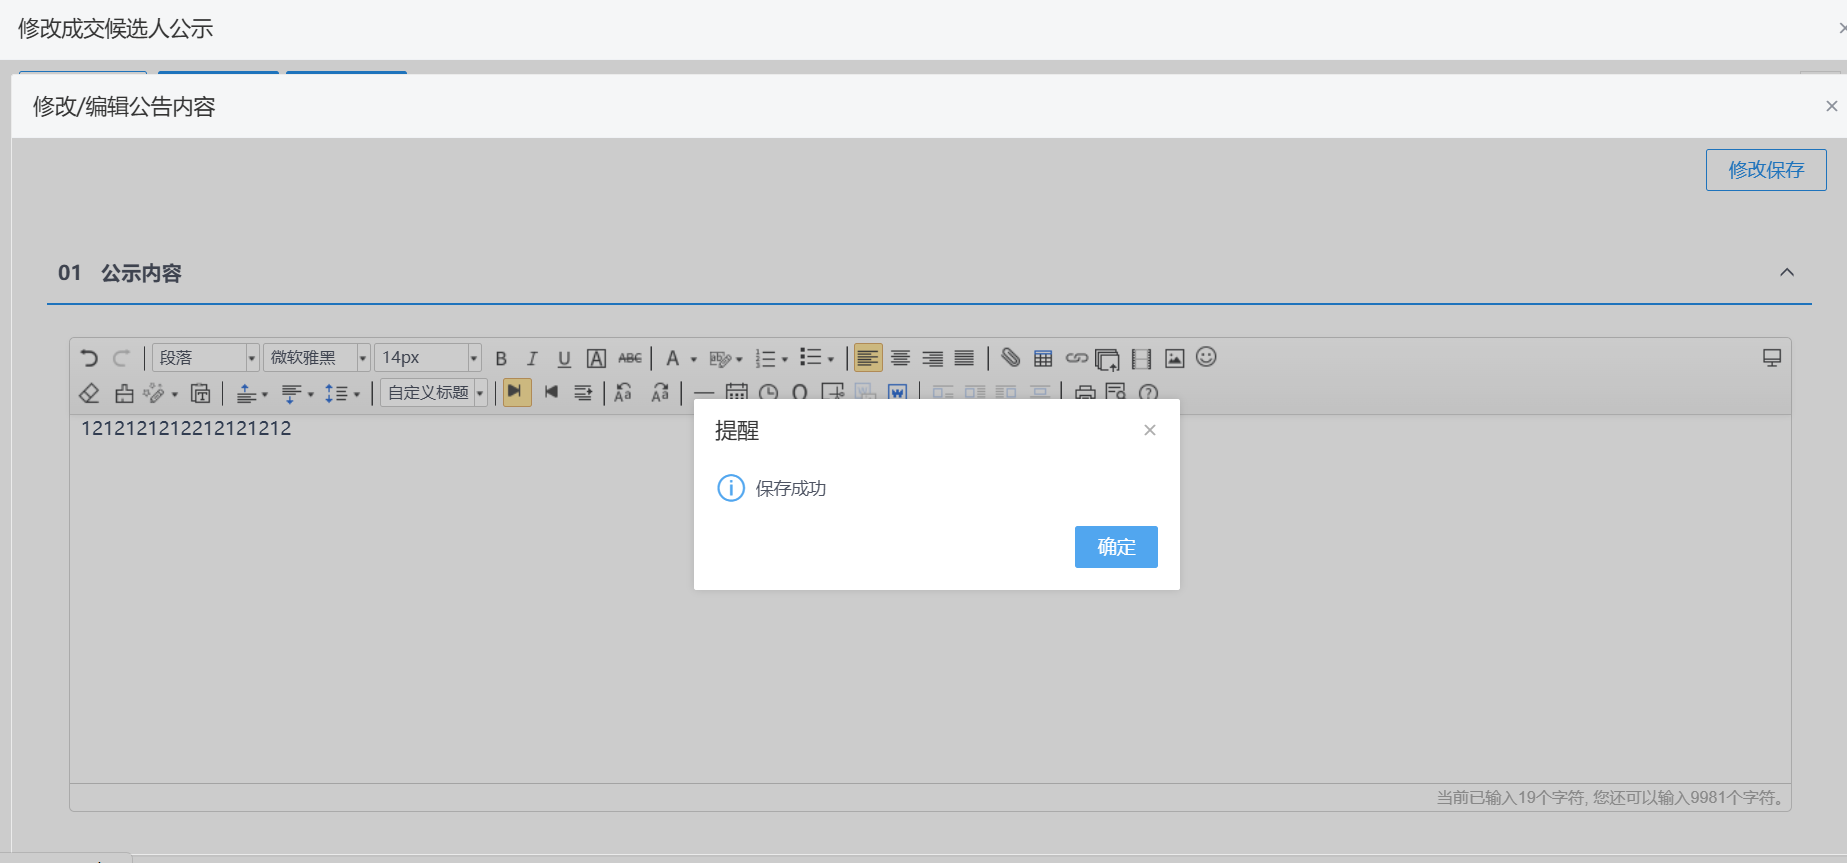 修改成交候选人公示
修改/编辑公告内容
修改保存
01 公示内容
段落 微软雅黑 14px B I U A ABC A
自定义标题
1212121212212121212
提醒
保存成功
确定
当前已输入19个字符, 您还可以输入9981个字符。